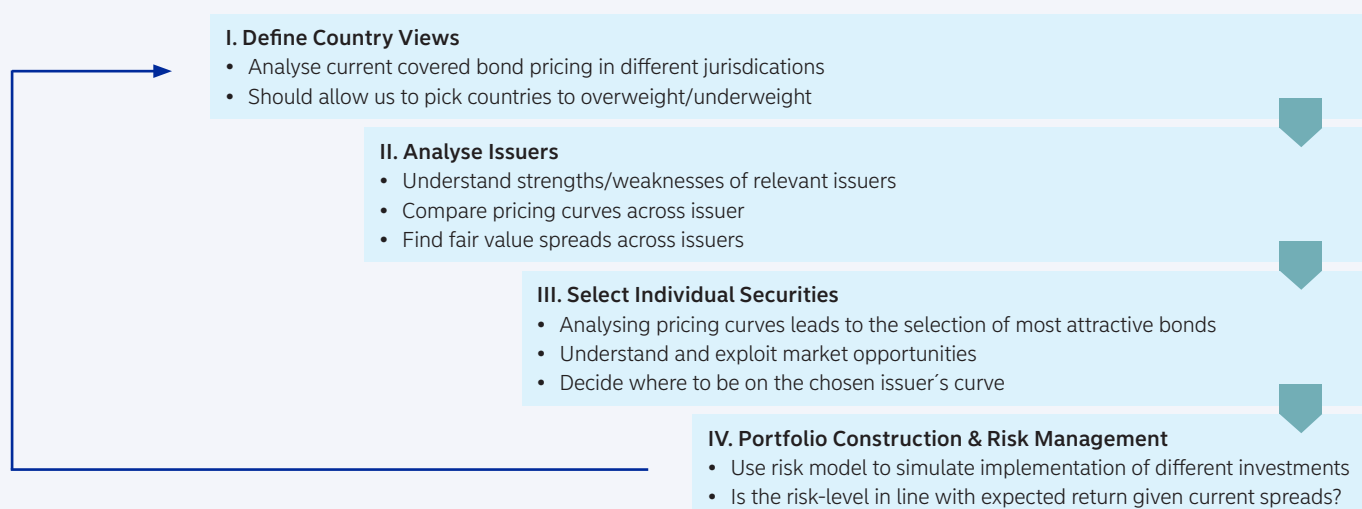 I. Define Country Views
• Analyse current covered bond pricing in different jurisdications
• Should allow us to pick countries to overweight/underweight
II. Analyse Issuers
• Understand strengths/weaknesses of relevant issuers
• Compare pricing curves across issuer
• Find fair value spreads across issuers
III. Select Individual Securities
• Analysing pricing curves leads to the selection of most attractive bonds
• Understand and exploit market opportunities
• Decide where to be on the chosen issuer´s curve
IV. Portfolio Construction & Risk Management
• Use risk model to simulate implementation of different investments
• Is the risk-level in line with expected return given current spreads?